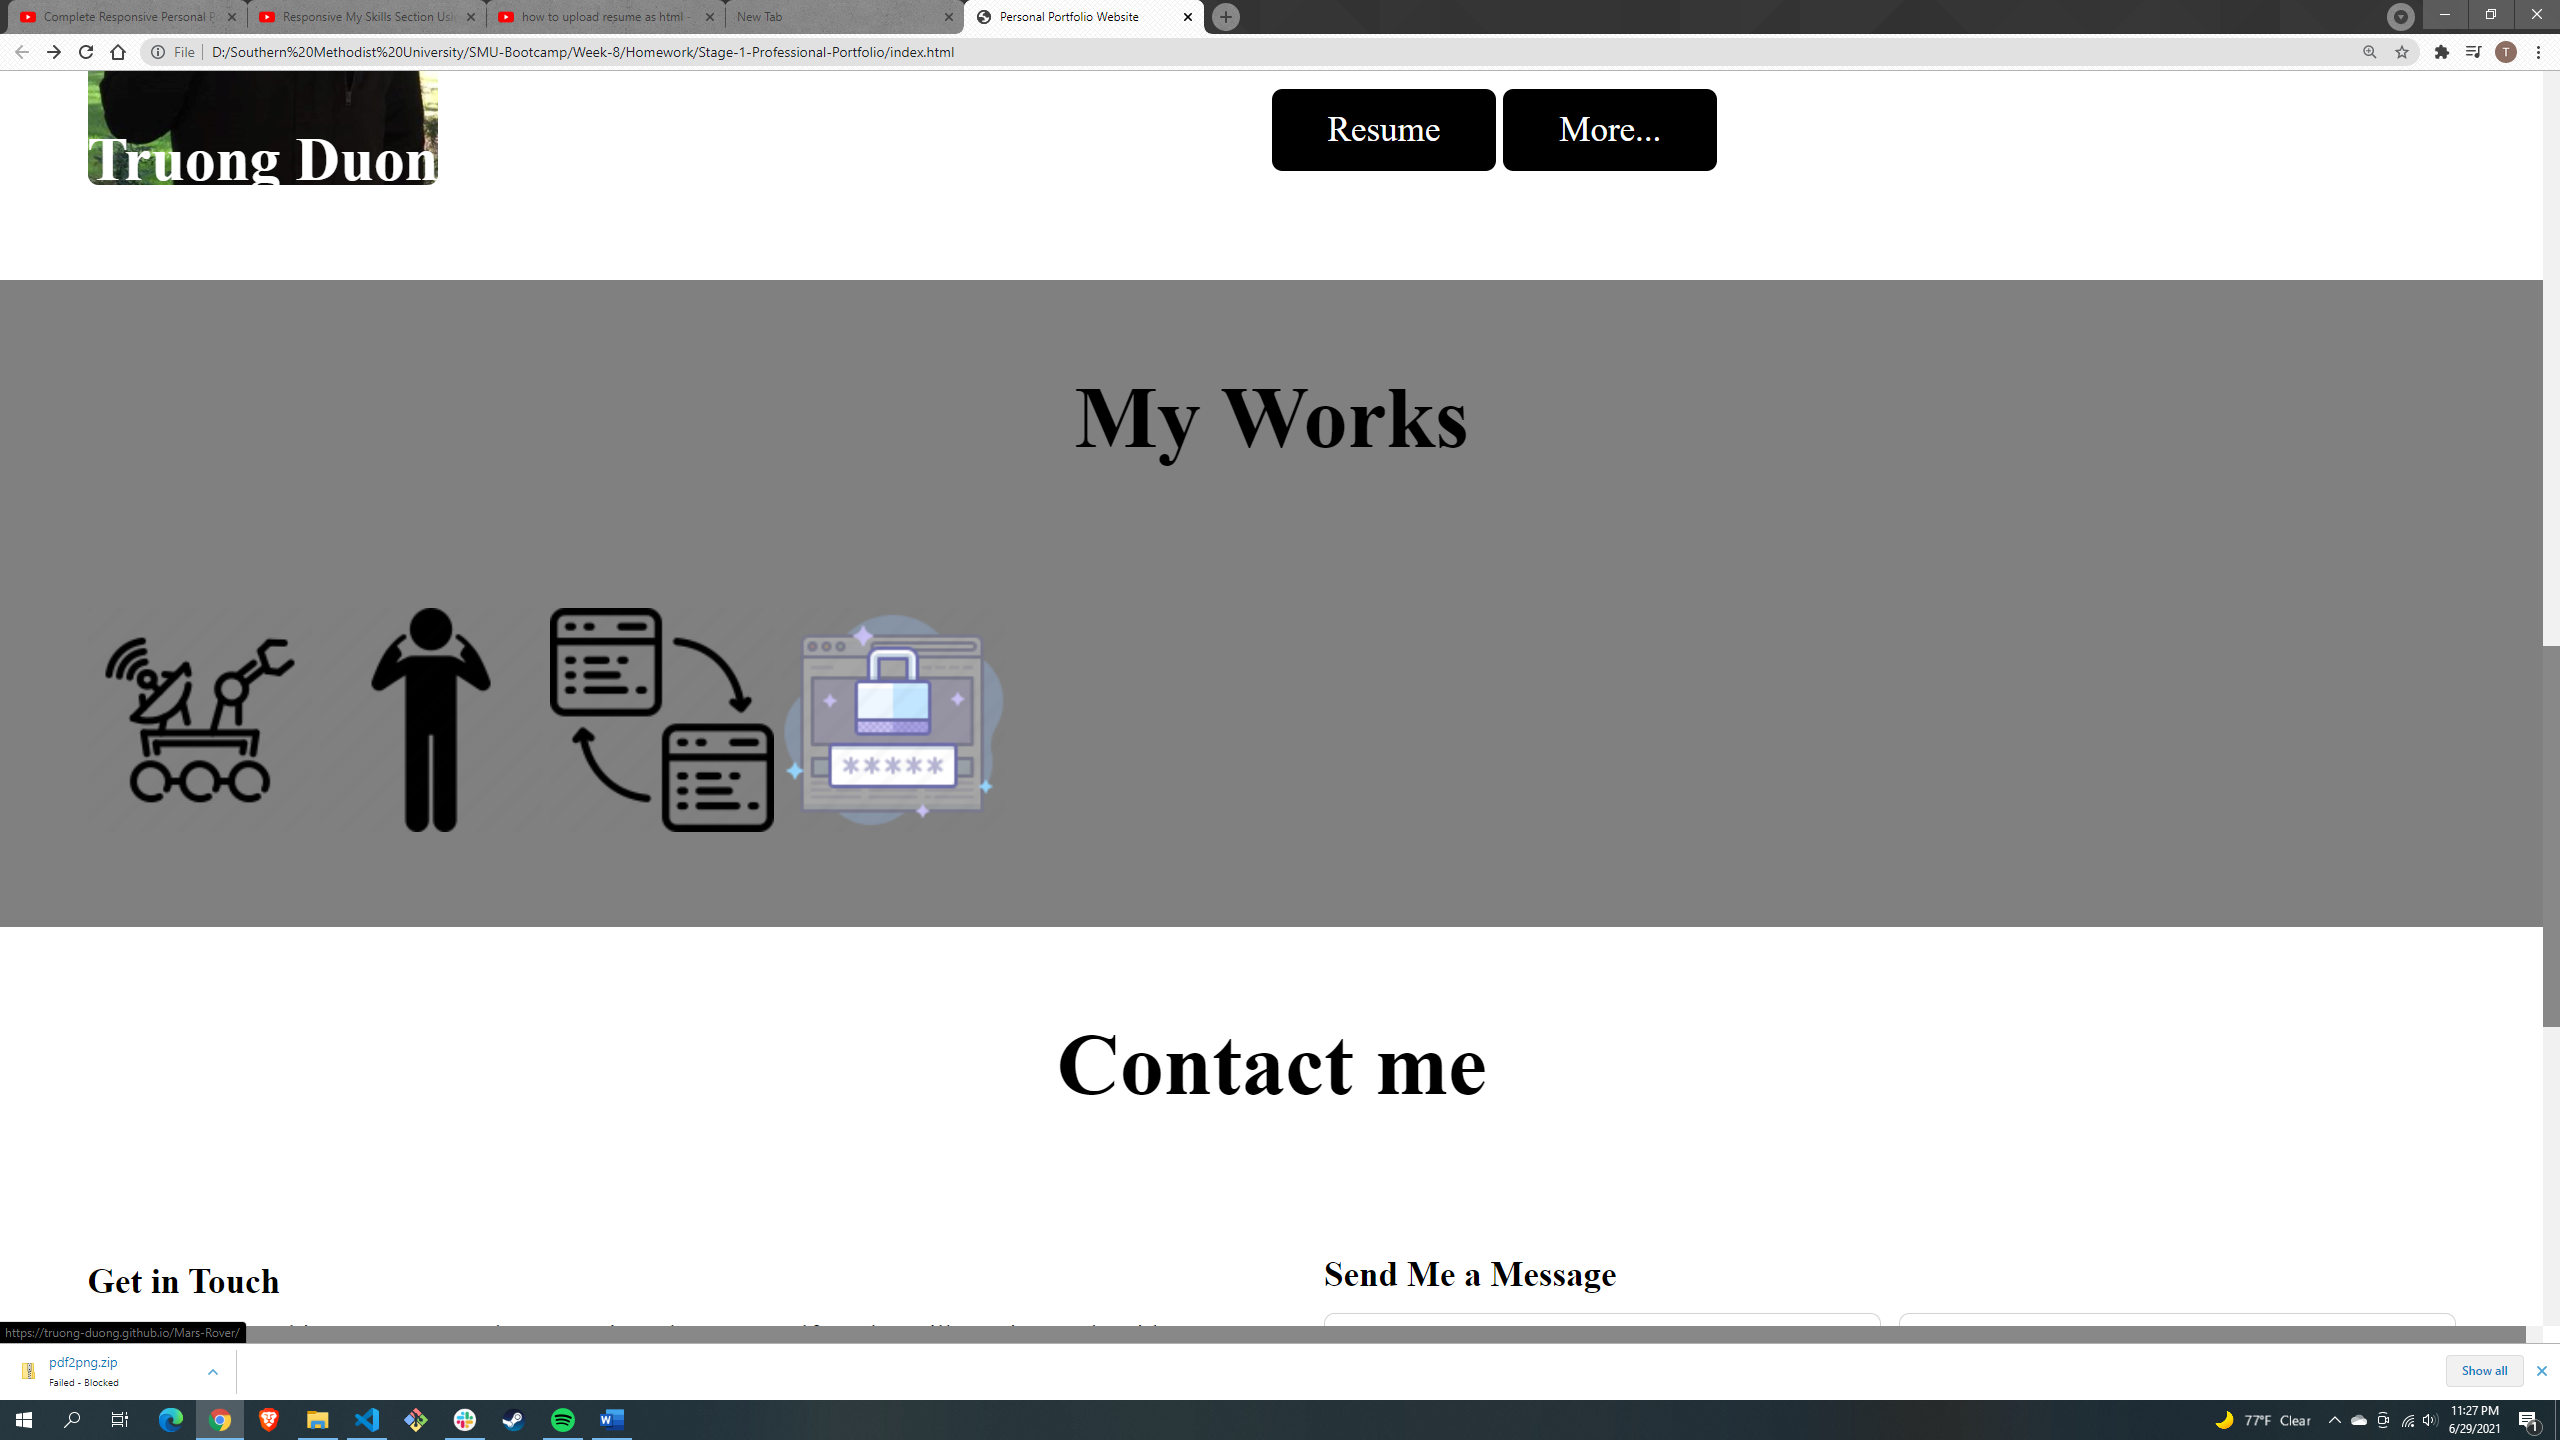 Complete Responsive Personal P
Responsive My Skills Section Usi
how to upload resume as html -
New Tab
Personal Portfolio Website
File
D:/Southern%20Methodist%20University/SMU-Bootcamp/Week-8/Homework/Stage-1-Professional-Portfolio/index.html
T
Truong Duon
Resume
More...
My Works
*****
Contact me
Get in Touch
Send Me a Message
https://truong-duong.github.io/Mars-Rover/
pdf2png.zip
Failed - Blocked
Show all
77°F Clear
11:27 PM
6/29/2021
1